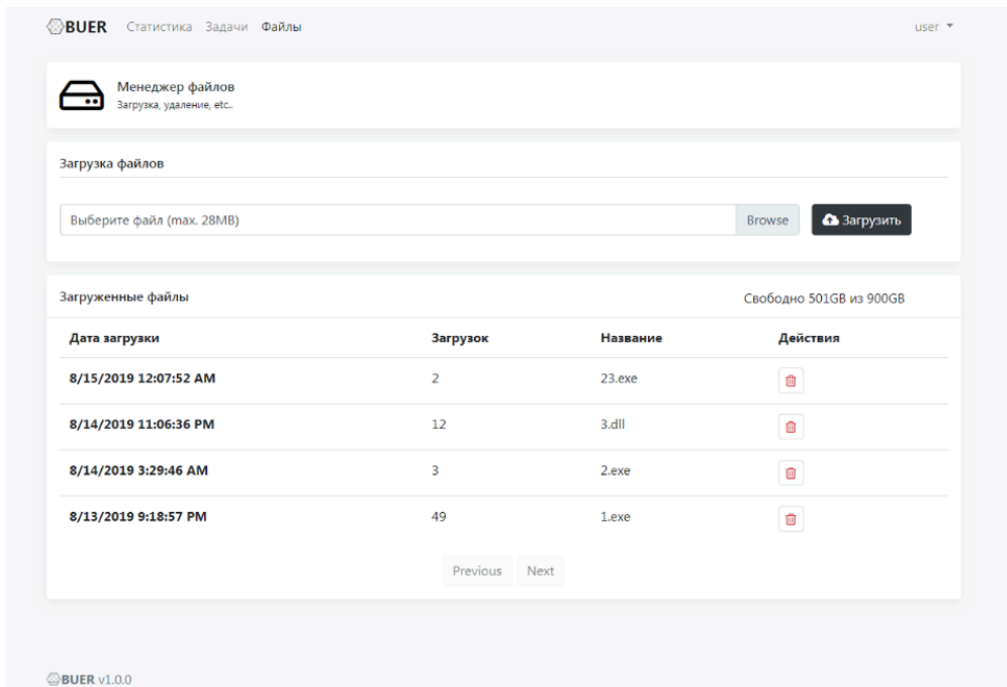 BUER Статистика Задачи Файлы user
Менеджер файлов
Загрузка, удаление, etc..
Загрузка файлов
Выберите файл (max. 28MB) Browse Загрузить
Загруженные файлы Свободно 501GB из 900GB
Дата загрузки Загрузок Название Действия
8/15/2019 12:07:52 AM 2 23.exe
8/14/2019 11:06:36 PM 12 3.dll
8/14/2019 3:29:46 AM 3 2.exe
8/13/2019 9:18:57 PM 49 1.exe
Previous Next
BUER v1.0.0